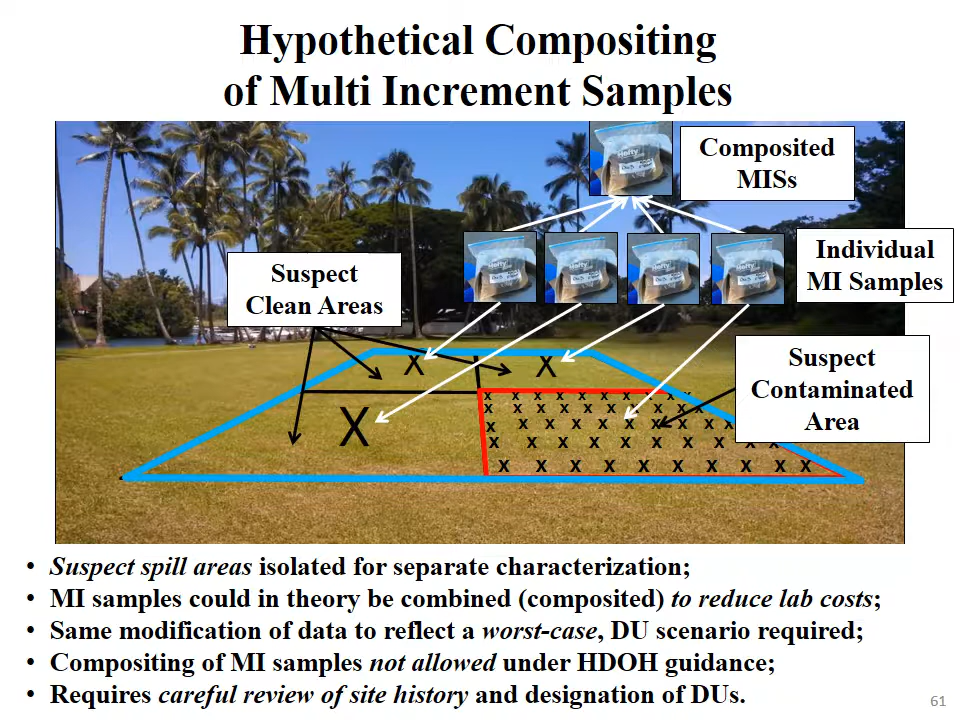 Hypothetical Compositing
of Multi Increment Samples
Composited
MISs
Individual
MI Samples
Suspect
Clean Areas
Suspect
Contaminated
Area
X X
X
x x x x x x x x x
• Suspect spill areas isolated for separate characterization;
• MI samples could in theory be combined (composited) to reduce lab costs;
• Same modification of data to reflect a worst-case, DU scenario required;
• Compositing of MI samples not allowed under HDOH guidance;
• Requires careful review of site history and designation of DUs.
61